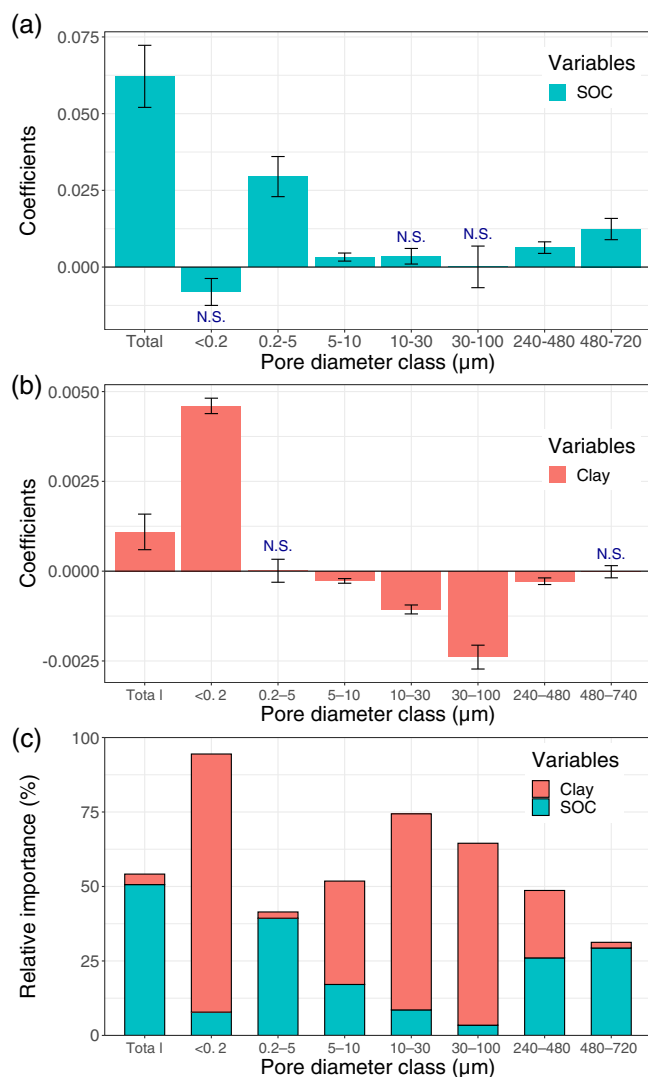 (a)
0.075
0.050
0.025
0.000
Coefficients
Variables
SOC
N.S.
N.S.
N.S.
Total <0.2 0.2-5 5-10 10-30 30-100 240-480 480-720
Pore diameter class (µm)
(b)
0.0050
0.0025
0.0000
-0.0025
Coefficients
Variables
Clay
N.S.
N.S.
Tota l <0. 2 0.2–5 5–10 10–30 30–100 240–480 480–740
Pore diameter class (µm)
(c)
100
75
50
25
0
Relative importance (%)
Variables
Clay
SOC
Tota l <0. 2 0.2–5 5–10 10–30 30–100 240–480 480–720
Pore diameter class (µm)